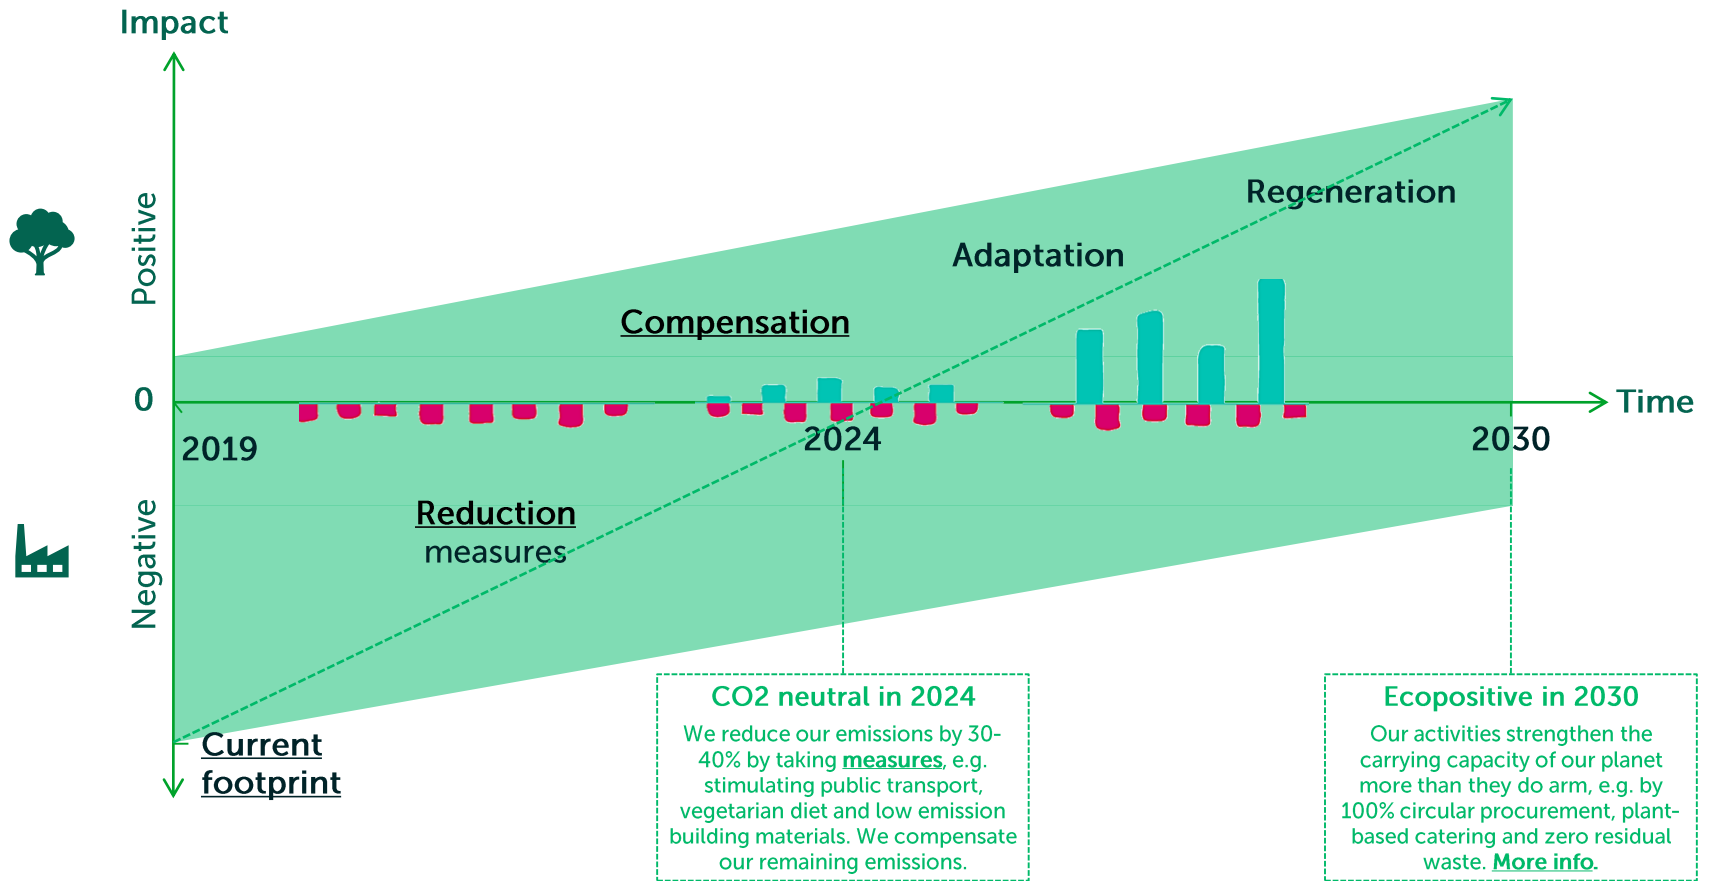 Impact
Positive
0
Negative
Regeneration
Adaptation
Compensation
Time
2019
2024
2030
Reduction
measures
Current
footprint
CO2 neutral in 2024
We reduce our emissions by 30-
40% by taking measures, e.g.
stimulating public transport,
vegetarian diet and low emission
building materials. We compensate
our remaining emissions.
Ecopositive in 2030
Our activities strengthen the
carrying capacity of our planet
more than they do arm, e.g. by
100% circular procurement, plant-
based catering and zero residual
waste. More info.